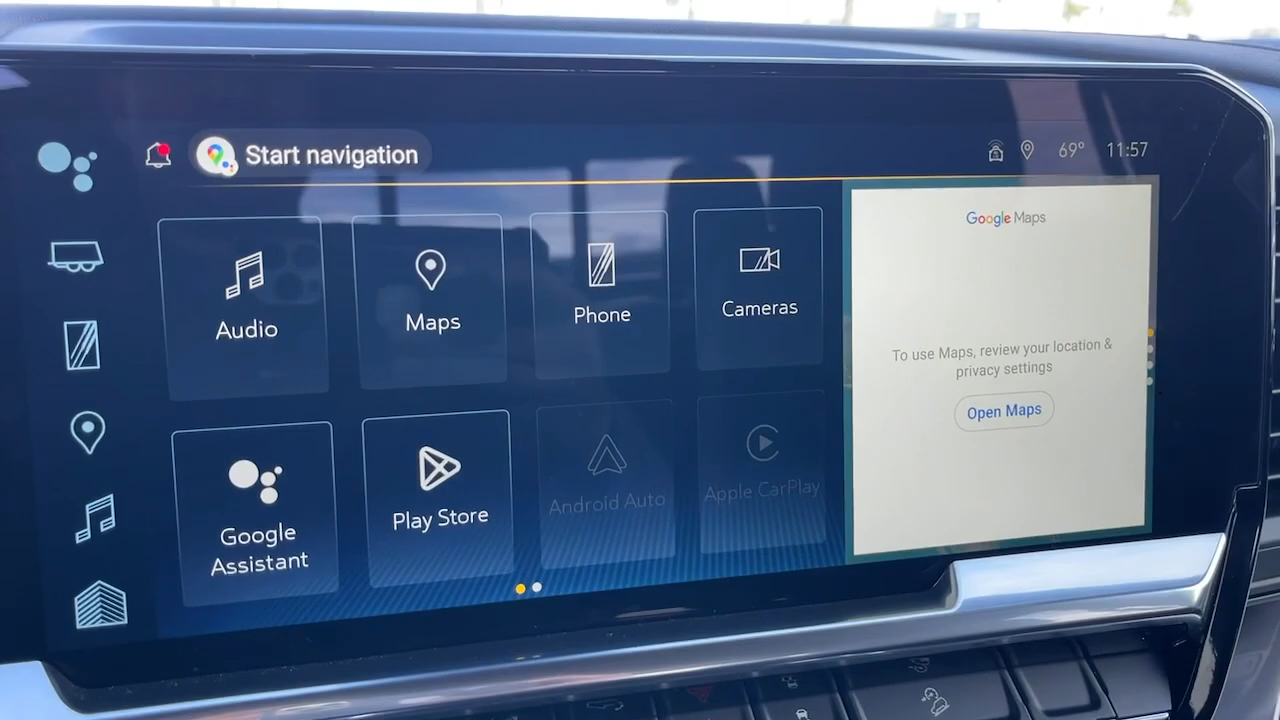 Start navigation
69° 11:57
Audio
Maps
Phone
Cameras
Google Maps
To use Maps, review your location &
privacy settings
Open Maps
Google
Assistant
Play Store
Android Auto
Apple CarPlay